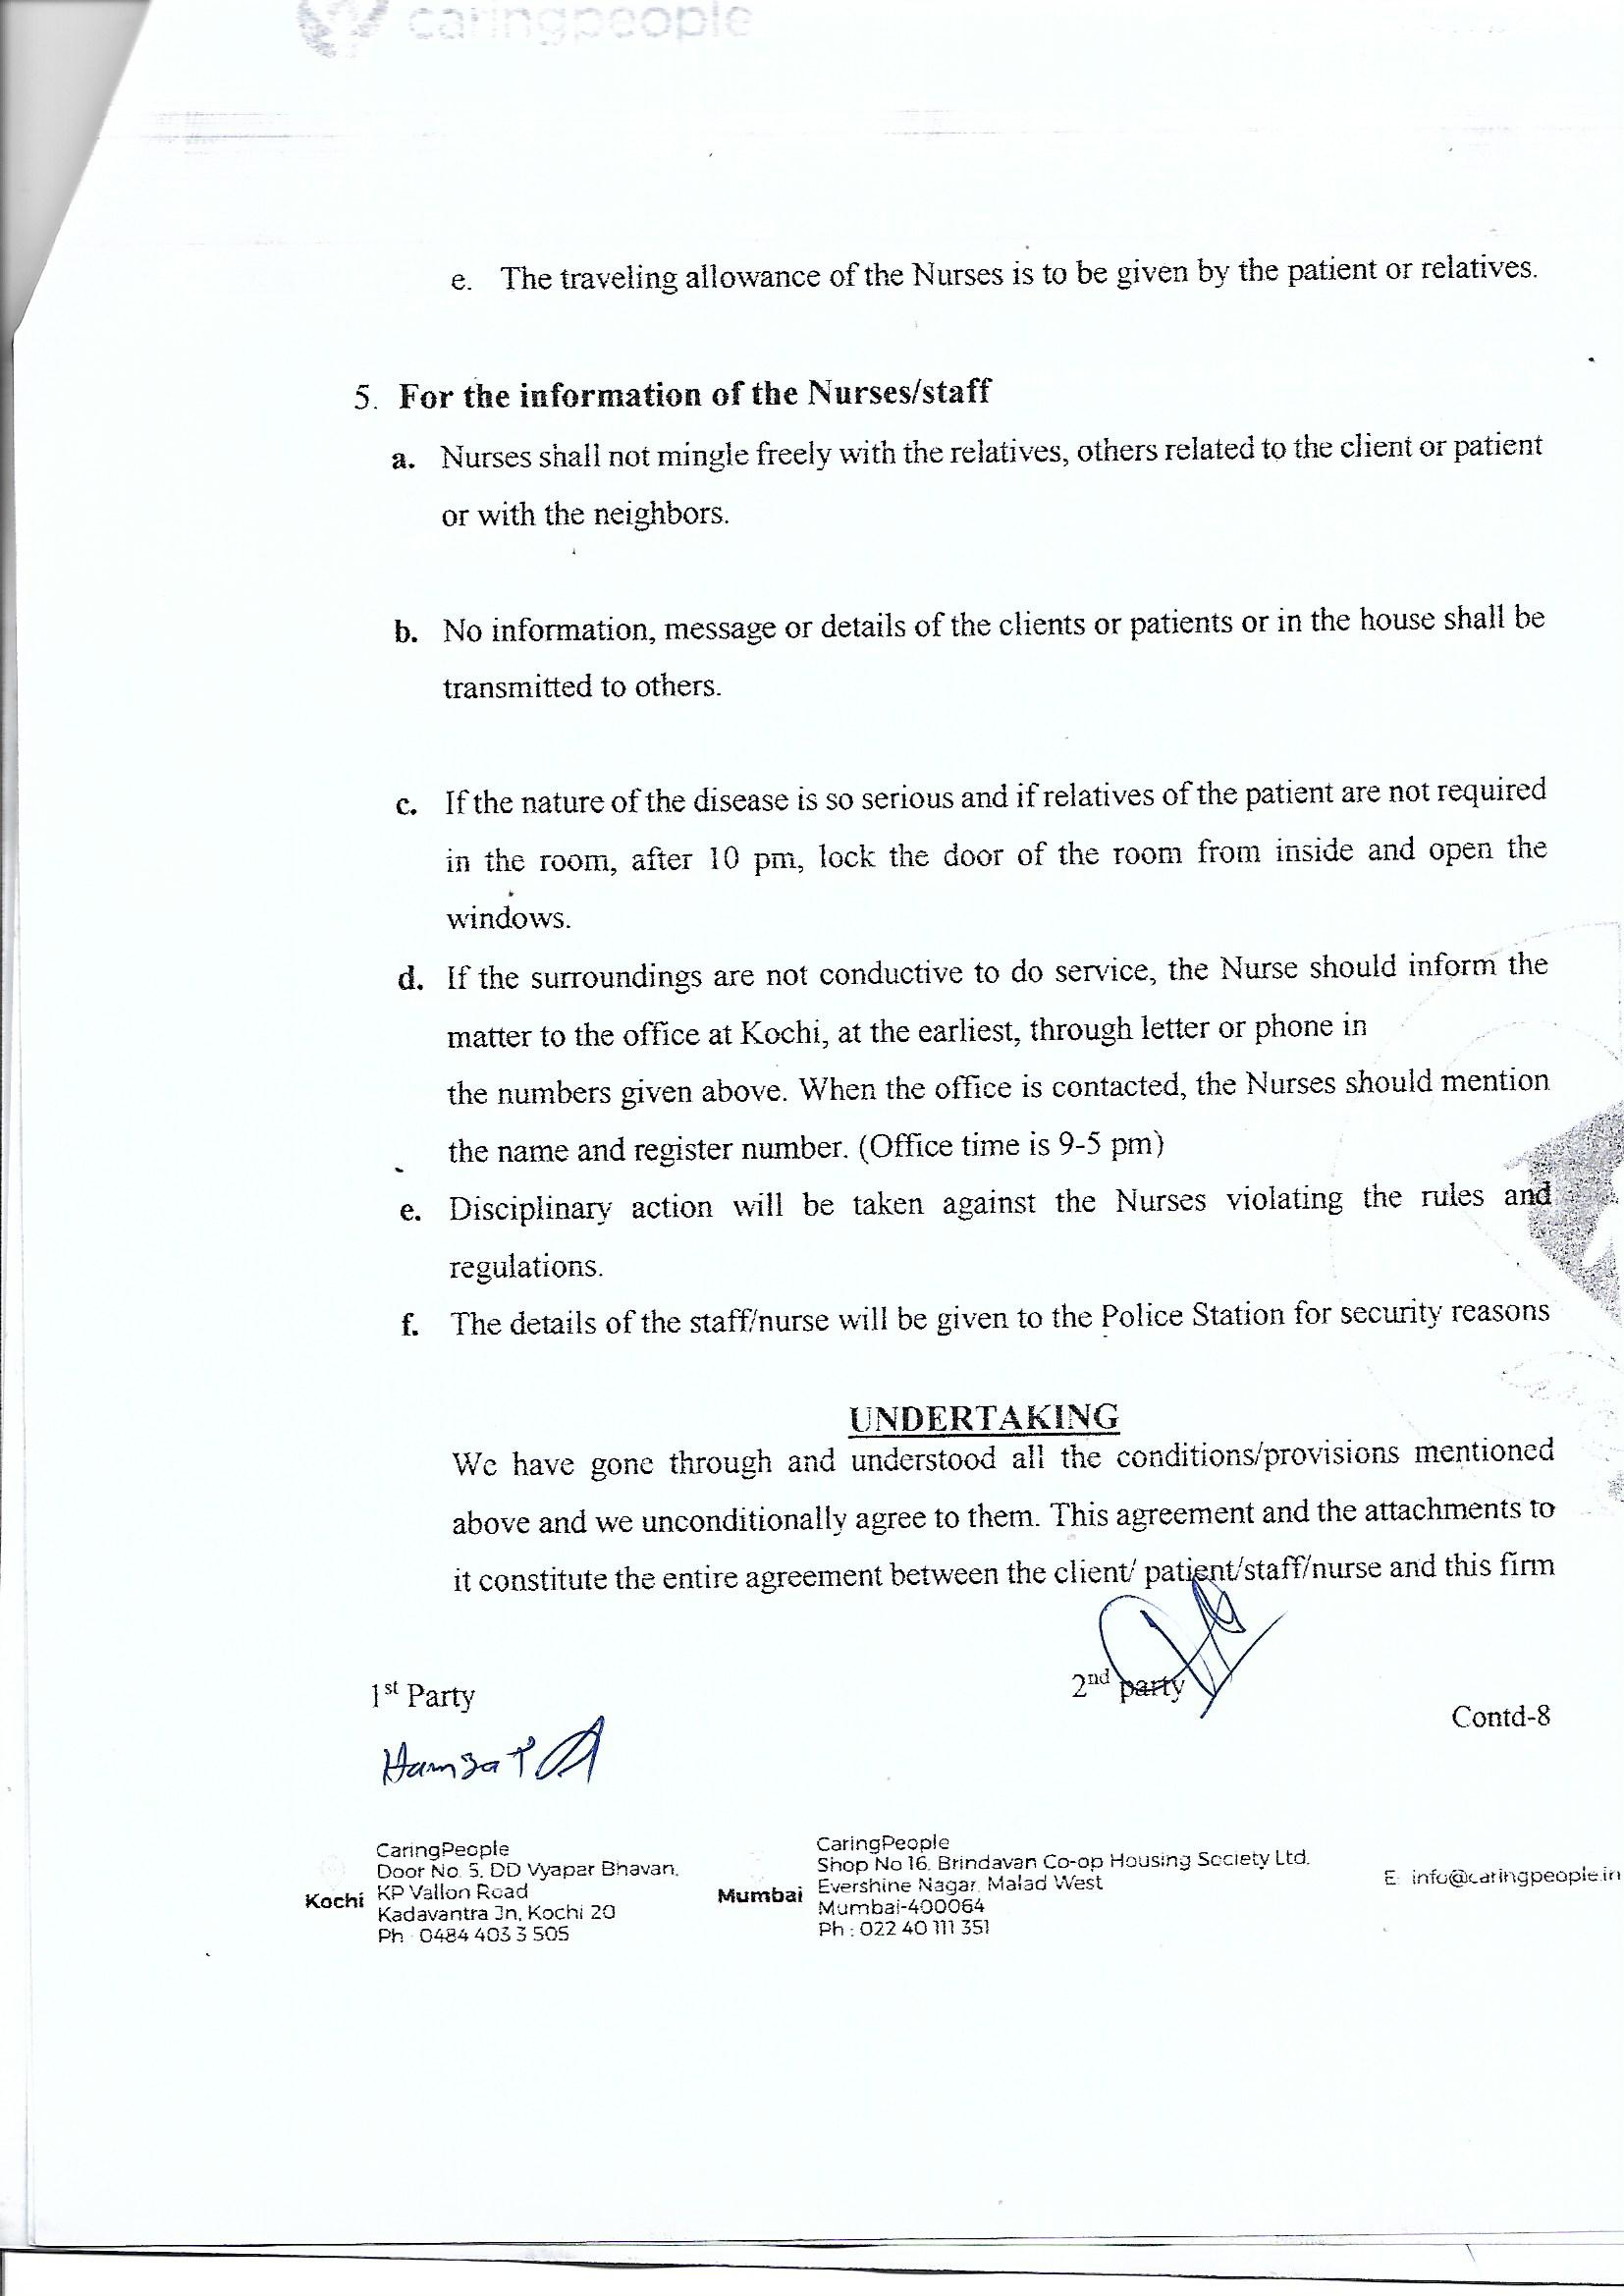 caringpeople
e. The traveling allowance of the Nurses is to be given by the patient or relatives.
5. For the information of the Nurses/staff
a. Nurses shall not mingle freely with the relatives, others related to the client or patient
or with the neighbors.
b. No information, message or details of the clients or patients or in the house shall be
transmitted to others.
c. If the nature of the disease is so serious and if relatives of the patient are not required
in the room, after 10 pm, lock the door of the room from inside and open the
windows.
d. If the surroundings are not conductive to do service, the Nurse should inform the
matter to the office at Kochi, at the earliest, through letter or phone in
the numbers given above. When the office is contacted, the Nurses should mention
the name and register number. (Office time is 9-5 pm)
e. Disciplinary action will be taken against the Nurses violating the rules and
regulations.
f. The details of the staff/nurse will be given to the Police Station for security reasons
UNDERTAKING
We have gone through and understood all the conditions/provisions mentioned
above and we unconditionally agree to them. This agreement and the attachments to
it constitute the entire agreement between the client/ patient/staff/nurse and this firm
1st Party
2nd party
Contd-8
Hamza T A
CaringPeople
Door No. 5, DD Vyapar Bhavan,
Kochi KP Vallon Road
Kadavantra Jn, Kochi 20
Ph : 0484 403 3 505
CaringPeople
Shop No 16, Brindavan Co-op Housing Society Ltd.
Mumbai Evershine Nagar, Malad West
Mumbai-400064
Ph : 022 40 111 351
E: info@caringpeople.in